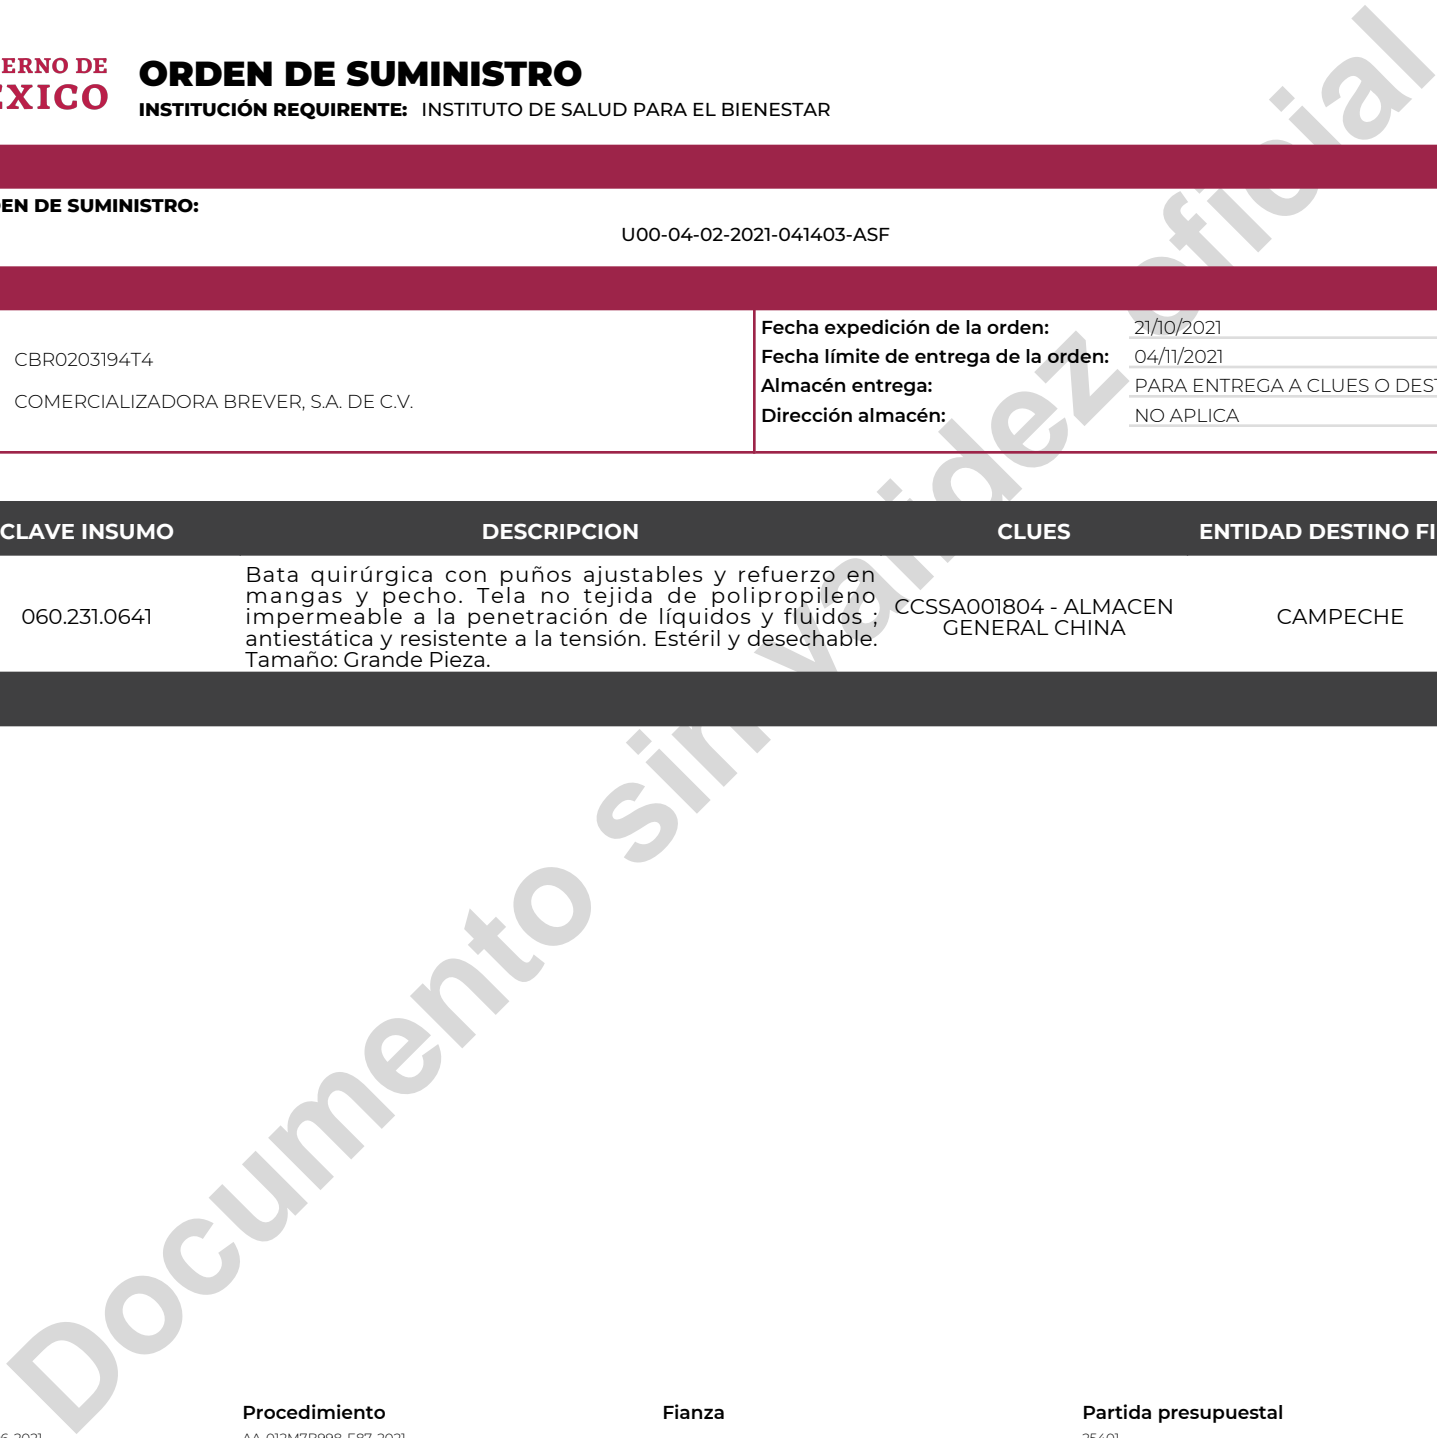 ERNO DE
ÉXICO
ORDEN DE SUMINISTRO
INSTITUCIÓN REQUIRENTE: INSTITUTO DE SALUD PARA EL BIENESTAR
EN DE SUMINISTRO:
U00-04-02-2021-041403-ASF
CBR0203194T4
COMERCIALIZADORA BREVER, S.A. DE C.V.
Fecha expedición de la orden: 21/10/2021
Fecha límite de entrega de la orden: 04/11/2021
Almacén entrega: PARA ENTREGA A CLUES O DEST
Dirección almacén: NO APLICA
CLAVE INSUMO DESCRIPCION CLUES ENTIDAD DESTINO FI
060.231.0641
Bata quirúrgica con puños ajustables y refuerzo en
mangas y pecho. Tela no tejida de polipropileno
impermeable a la penetración de líquidos y fluidos ;
antiestática y resistente a la tensión. Estéril y desechable.
Tamaño: Grande Pieza.
CCSSA001804 - ALMACEN
GENERAL CHINA
CAMPECHE
Documento sin validez oficial
Procedimiento Fianza Partida presupuestal